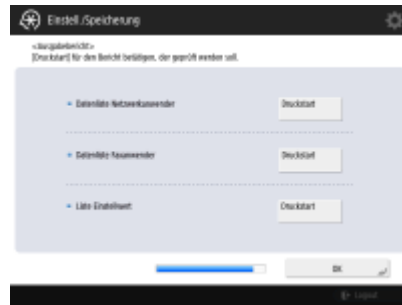 Einstell./Speicherung
<Ausgabebericht>
[Druckstart] für den Bericht betätigen, der geprüft werden soll.
Datenliste Netzwerkanwender
Druckstart
Datenliste Faxanwender
Druckstart
Liste Einstellwert
Druckstart
OK
Logout